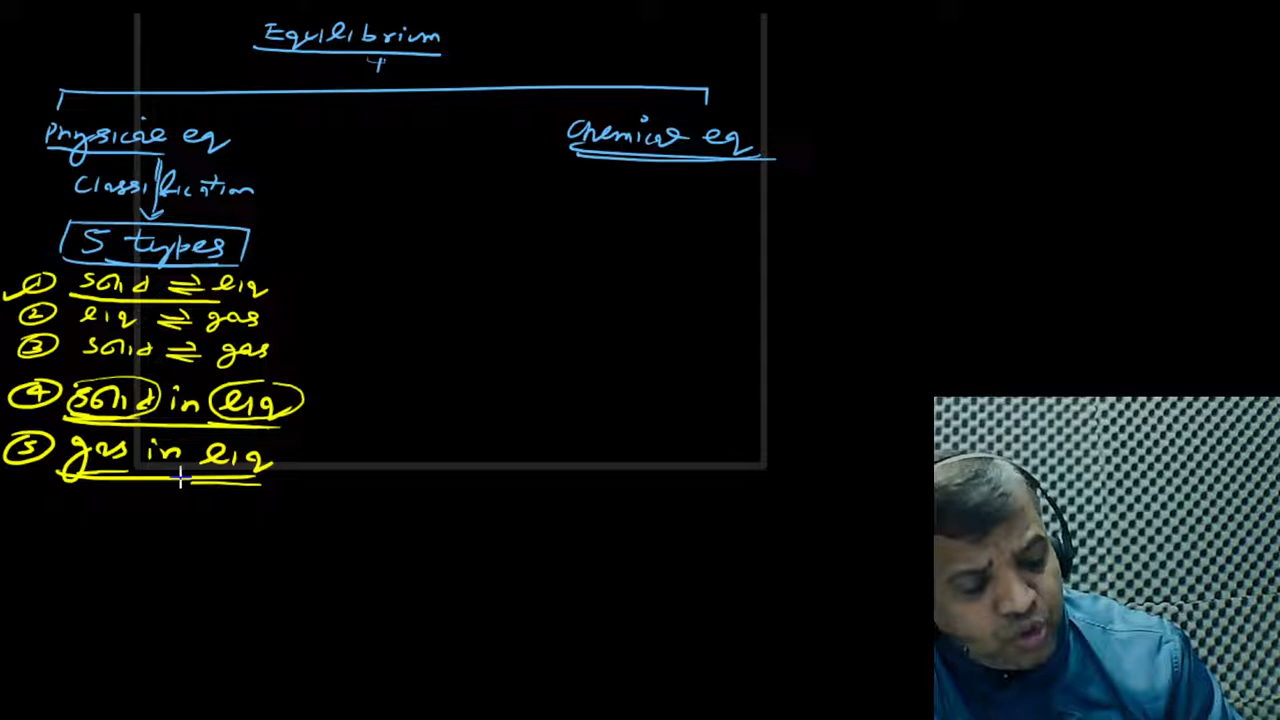 Equilibrium
Physical eq
Chemical eq
Classification
5 types
① solid ⇌ liq
② liq ⇌ gas
③ solid ⇌ gas
④ solid in liq
⑤ gas in liq